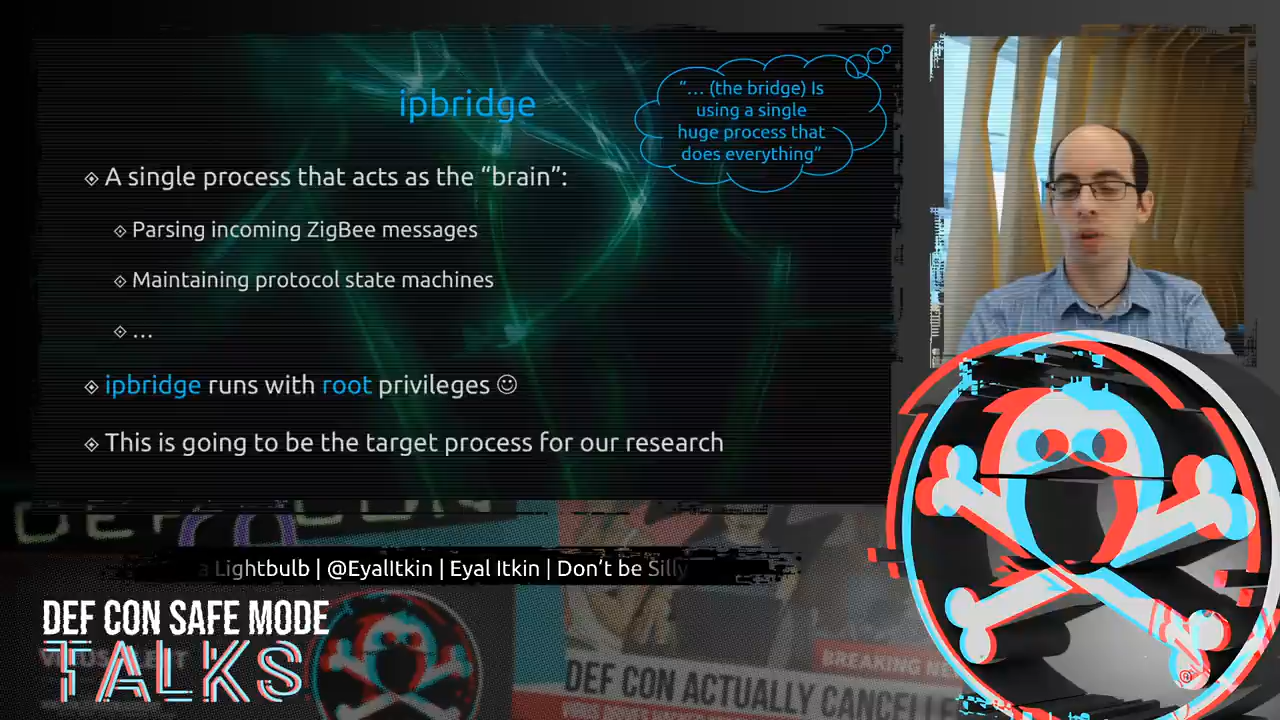 ipbridge
"... (the bridge) Is
using a single
huge process that
does everything"
A single process that acts as the "brain":
Parsing incoming ZigBee messages
Maintaining protocol state machines
...
ipbridge runs with root privileges ☺
This is going to be the target process for our research
DEF CON
a Lightbulb | @EyalItkin | Eyal Itkin | Don't be Silly
DEF CON SAFE MODE
TALKS
BREAKING NE
DEF CON ACTUALLY CANCELLE